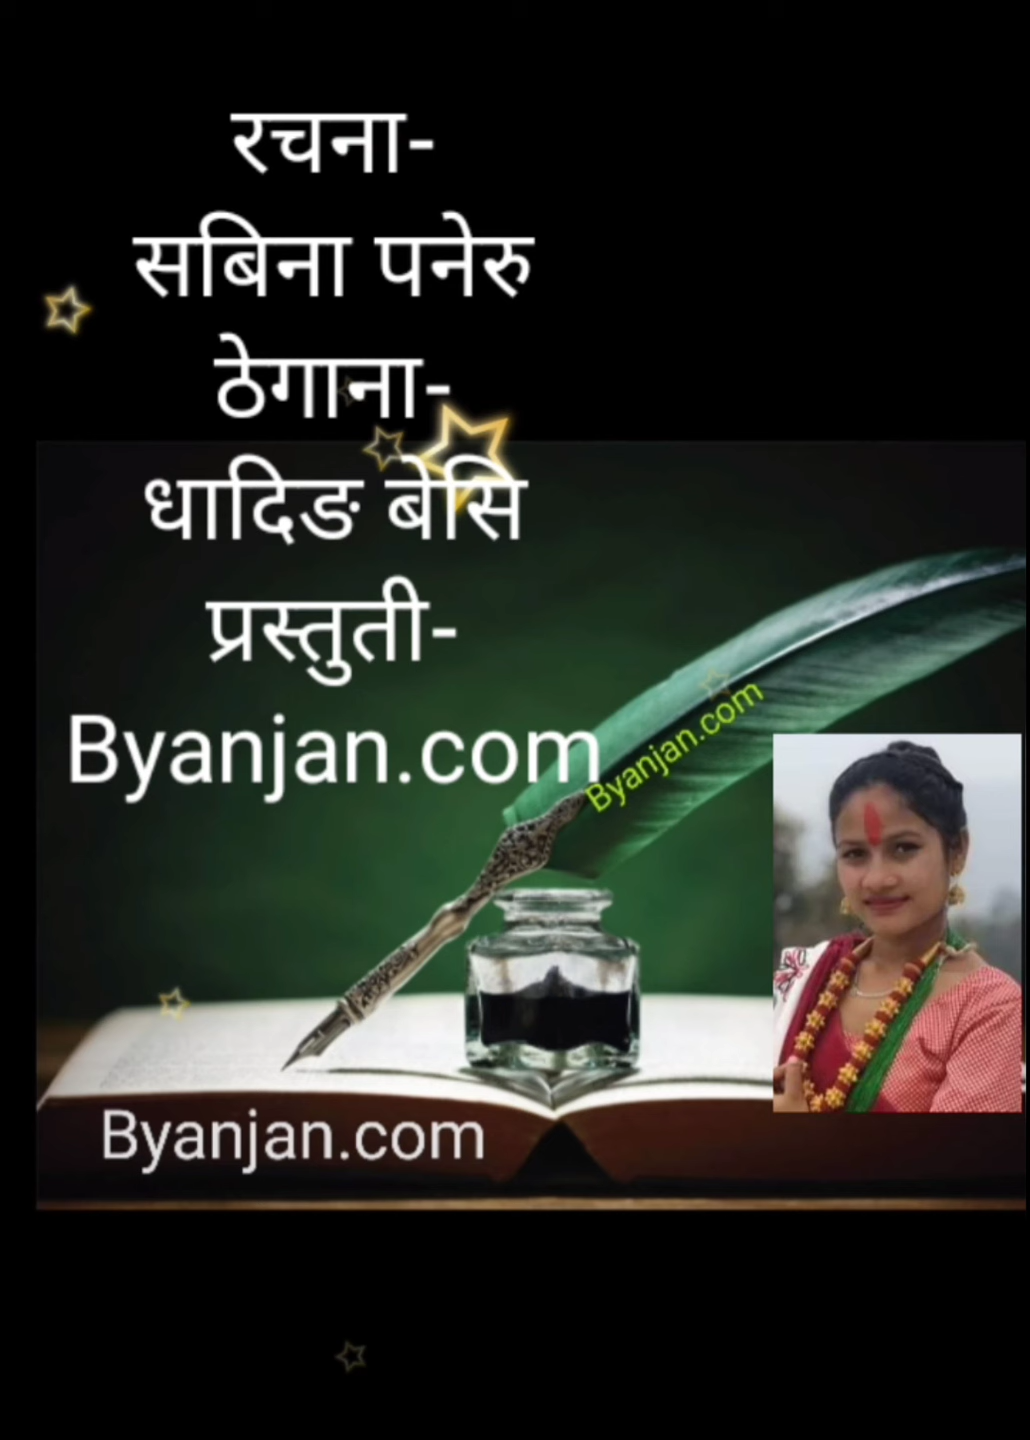 रचना-
सबिना पनेरु
ठेगाना-
धादिङ बेसि
प्रस्तुती-
Byanjan.com
Byanjan.com
Byanjan.com